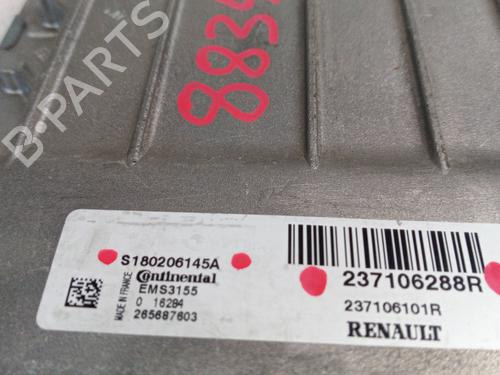 B-PARTS
883
S180206145A
MADE IN FRANCE
Continental
EMS3155
0 16284
265687603
237106288R
237106101R
RENAULT